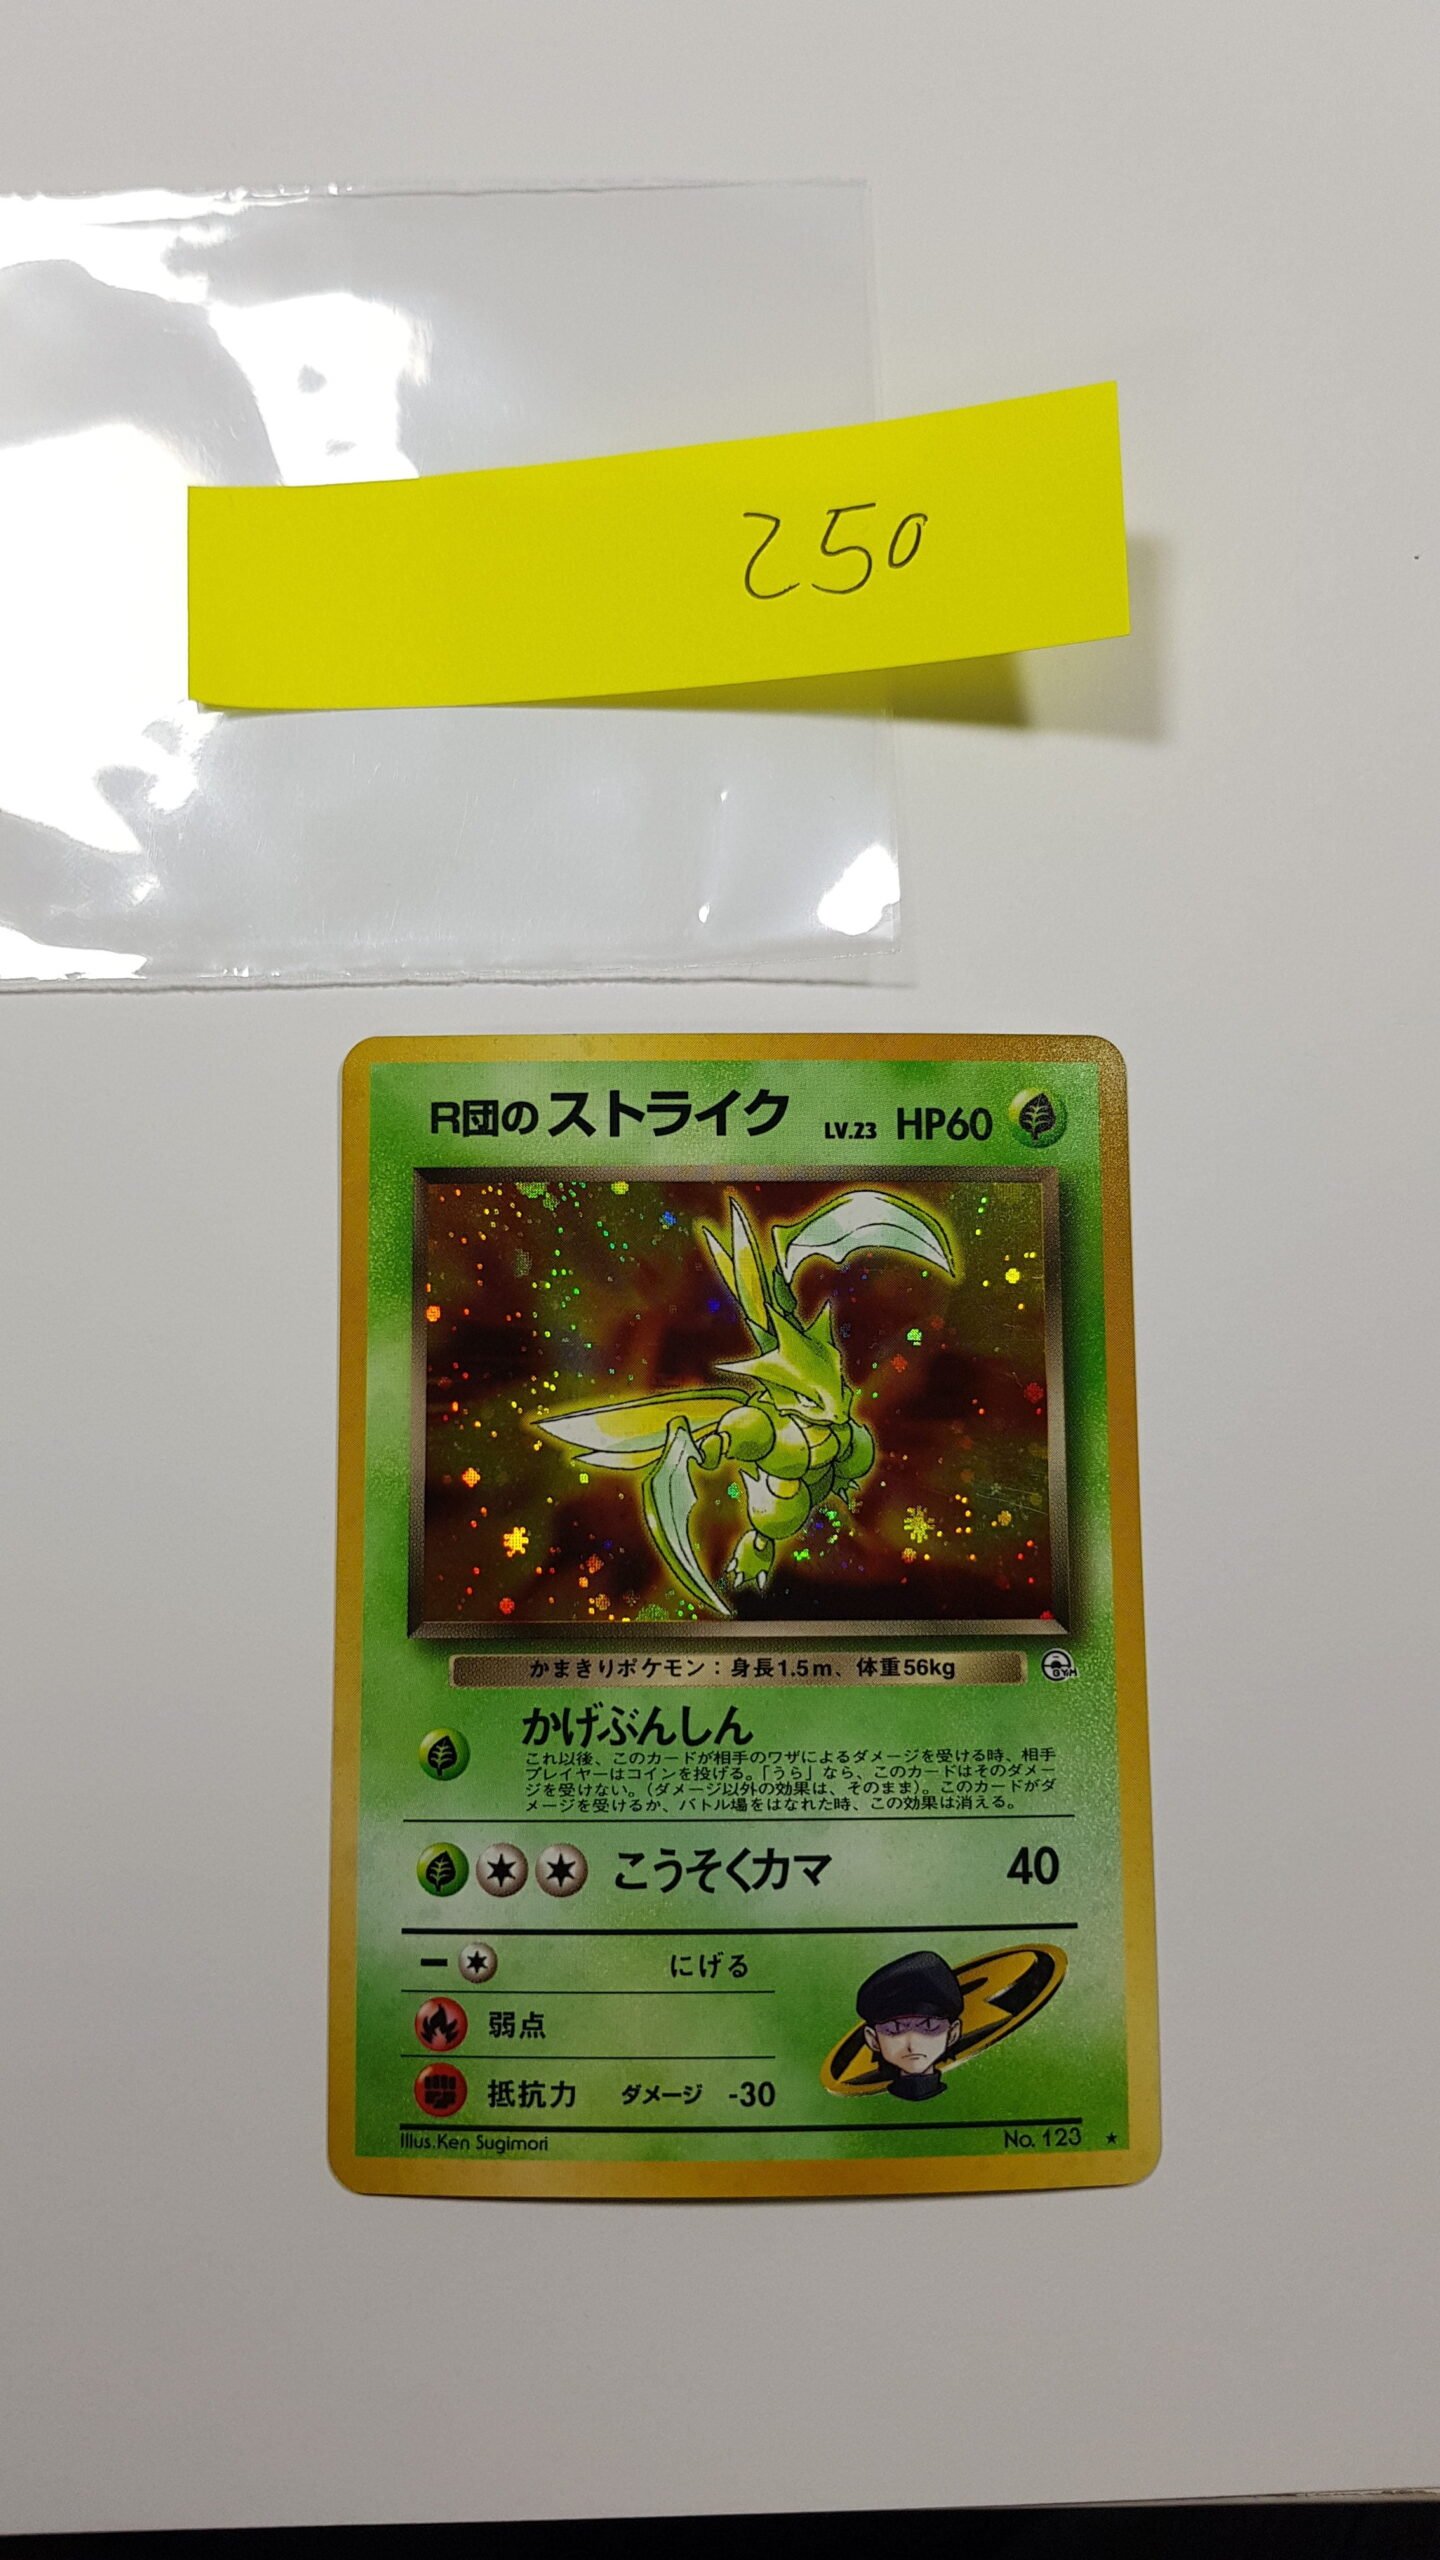 250
R団のストライク LV.23 HP60
かまきりポケモン：身長1.5m、体重56kg
GYM
かげぶんしん
これ以後、このカードが相手のワザによるダメージを受ける時、相手
プレイヤーはコインを投げる。「うら」なら、このカードはそのダメー
ジを受けない。（ダメージ以外の効果は、そのまま）。このカードがダ
メージを受けるか、バトル場をはなれた時、この効果は消える。
こうそくカマ 40
にげる
弱点
抵抗力 ダメージ -30
Illus.Ken Sugimori No. 123 ★